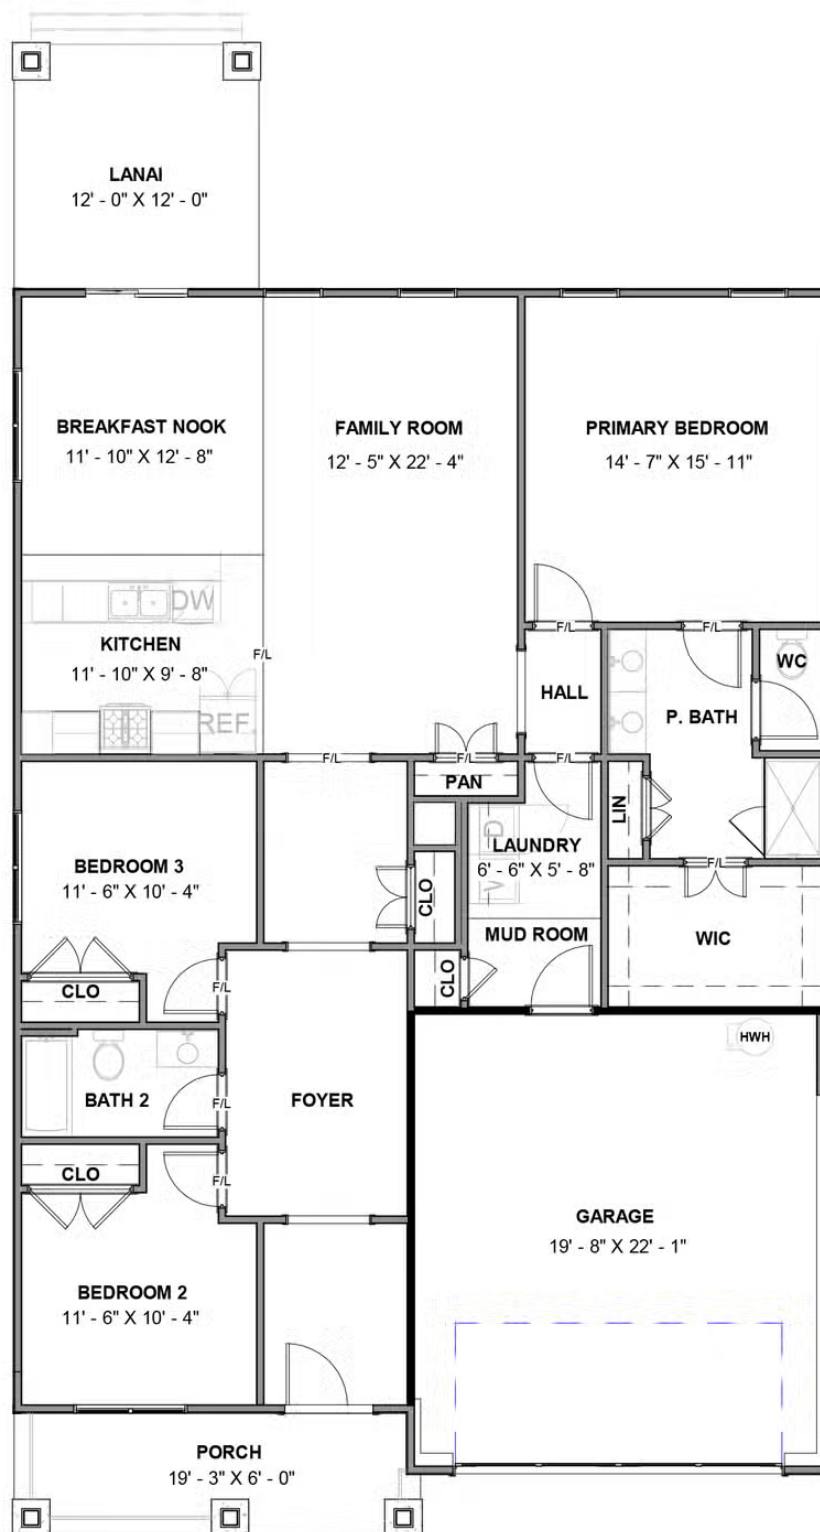 LANAI
12' - 0" X 12' - 0"
BREAKFAST NOOK
11' - 10" X 12' - 8"
FAMILY ROOM
12' - 5" X 22' - 4"
PRIMARY BEDROOM
14' - 7" X 15' - 11"
DW
KITCHEN
11' - 10" X 9' - 8"
F/L
REF.
F/L
F/L
WC
HALL
P. BATH
F/L
F/L
F/L
PAN
LIN
D
LAUNDRY
6' - 6" X 5' - 8"
BEDROOM 3
11' - 6" X 10' - 4"
CLO
F/L
MUD ROOM
WIC
CLO
CLO
F/L
HWH
BATH 2
F/L
FOYER
CLO
F/L
GARAGE
19' - 8" X 22' - 1"
BEDROOM 2
11' - 6" X 10' - 4"
PORCH
19' - 3" X 6' - 0"